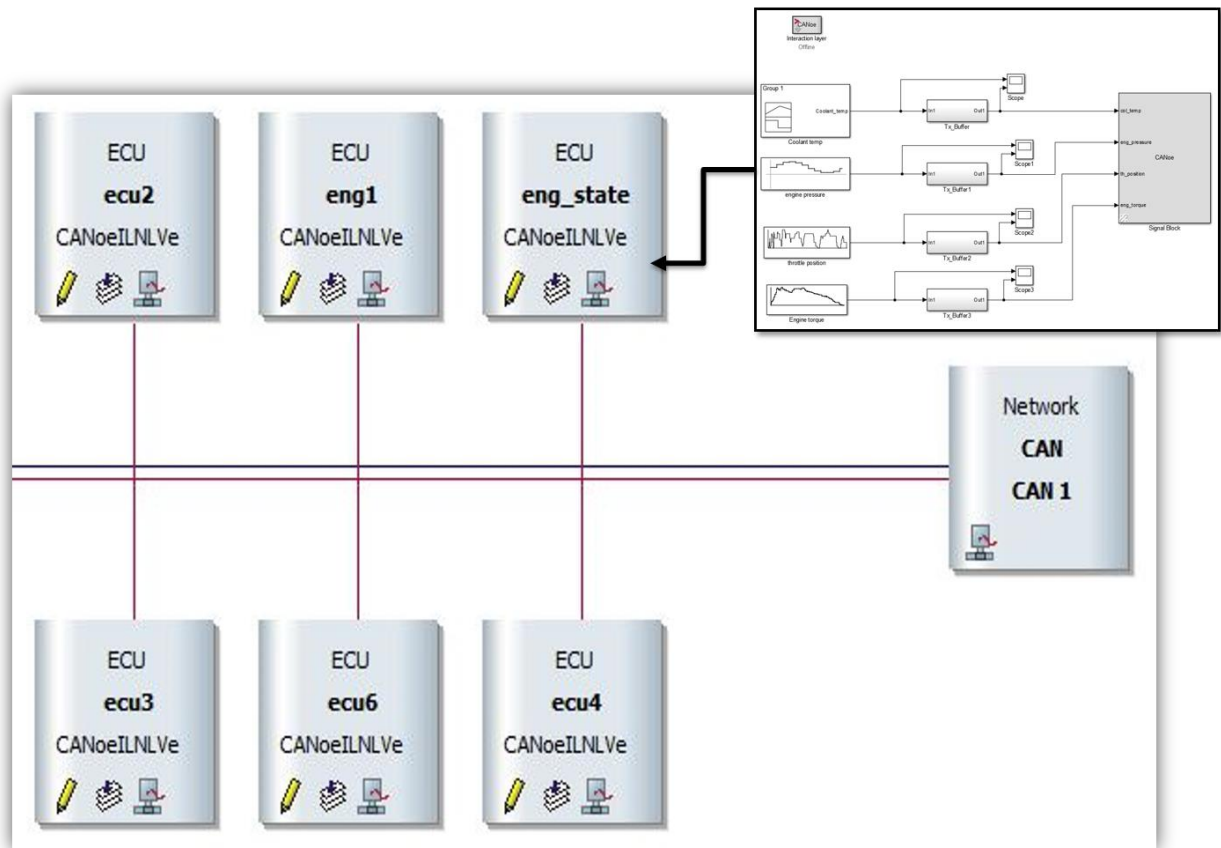 CANoe
Interaction layer
Offline
Group 1
Coolant_temp
Coolant temp
In1 Out1
Tx_Buffer
Scope
engine pressure
In1 Out1
Tx_Buffer1
Scope1
throttle position
In1 Out1
Tx_Buffer2
Scope2
Engine torque
In1 Out1
Tx_Buffer3
Scope3
eng_pressure
CANoe
th_position
eng_torque
Signal Block
ECU
ecu2
CANoeILNLVe
ECU
eng1
CANoeILNLVe
ECU
eng_state
CANoeILNLVe
Network
CAN
CAN 1
ECU
ecu3
CANoeILNLVe
ECU
ecu6
CANoeILNLVe
ECU
ecu4
CANoeILNLVe